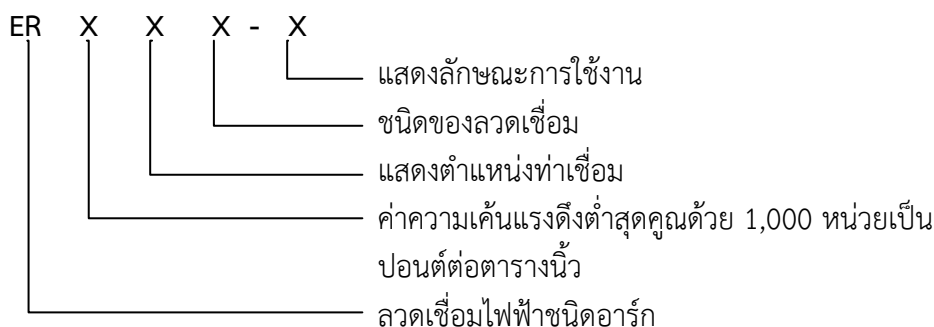 ER X X X - X
แสดงลักษณะการใช้งาน
ชนิดของลวดเชื่อม
แสดงตำแหน่งท่าเชื่อม
ค่าความเค้นแรงดึงต่ำสุดคูณด้วย 1,000 หน่วยเป็น
ปอนต์ต่อตารางนิ้ว
ลวดเชื่อมไฟฟ้าชนิดอาร์ก